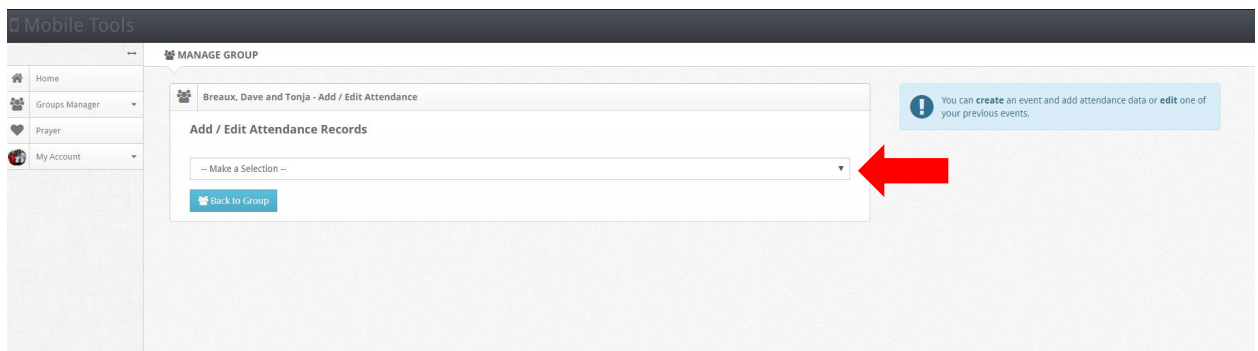 Mobile Tools
MANAGE GROUP
Home
Groups Manager
Prayer
My Account
Breaux, Dave and Tonja - Add / Edit Attendance
Add / Edit Attendance Records
-- Make a Selection --
Back to Group
You can create an event and add attendance data or edit one of
your previous events.